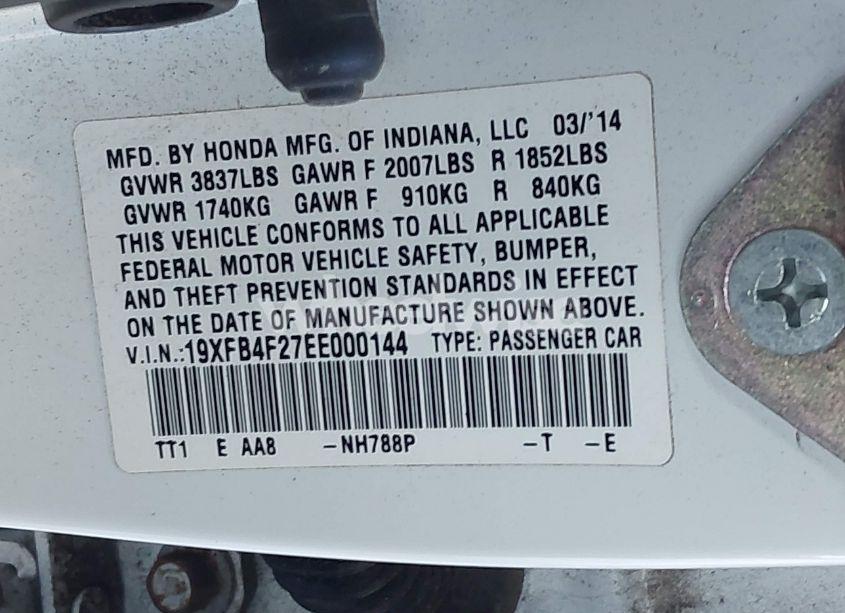 MFD. BY HONDA MFG. OF INDIANA, LLC 03/'14
GVWR 3837LBS GAWR F 2007LBS R 1852LBS
GVWR 1740KG GAWR F 910KG R 840KG
THIS VEHICLE CONFORMS TO ALL APPLICABLE
FEDERAL MOTOR VEHICLE SAFETY, BUMPER,
AND THEFT PREVENTION STANDARDS IN EFFECT
ON THE DATE OF MANUFACTURE SHOWN ABOVE.
V.I.N.:19XFB4F27EE000144 TYPE: PASSENGER CAR
TT1 E AA8 -NH788P -T -E